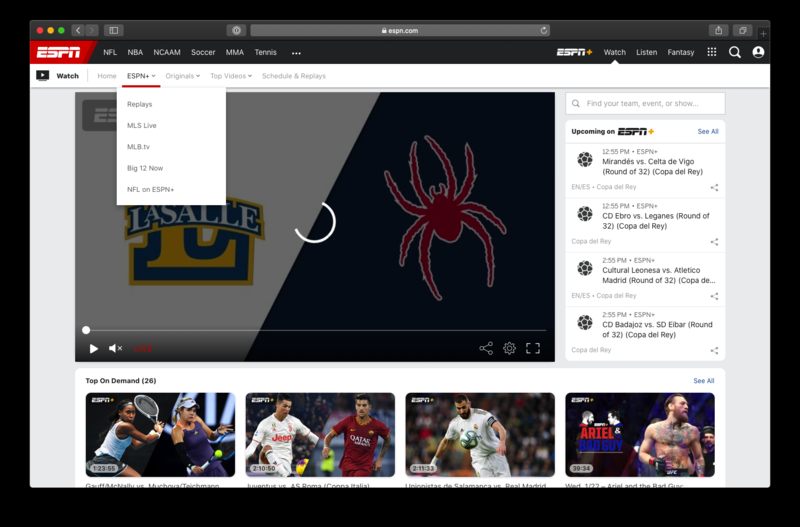 espn.com
ESPN
NFL NBA NCAAM Soccer MMA Tennis
ESPN+ Watch Listen Fantasy
Watch Home ESPN+ Originals Top Videos Schedule & Replays
Replays
MLS Live
MLB.tv
Big 12 Now
NFL on ESPN+
LASALLE
L
Find your team, event, or show...
Upcoming on ESPN+ See All
12:55 PM • ESPN+
Mirandés vs. Celta de Vigo
(Round of 32) (Copa del Rey)
EN/ES • Copa del Rey
12:55 PM • ESPN+
CD Ebro vs. Leganes (Round of
32) (Copa del Rey)
Copa del Rey
2:55 PM • ESPN+
Cultural Leonesa vs. Atletico
Madrid (Round of 32) (Copa de...
EN/ES • Copa del Rey
2:55 PM • ESPN+
CD Badajoz vs. SD Eibar (Round
of 32) (Copa del Rey)
Copa del Rey
Top On Demand (26) See All
ESPN+
1:23:55
ESPN+
Jeep
2:10:50
ESPN+
2:11:33
ESPN+
ARIEL
&
BAD GUY
39:34
UFC
Gauff/McNally vs. Muchova/Teichmann
Juventus vs. AS Roma (Coppa Italia)
Unionistas de Salamanca vs. Real Madrid
Wed, 1/22 – Ariel and the Bad Guy: